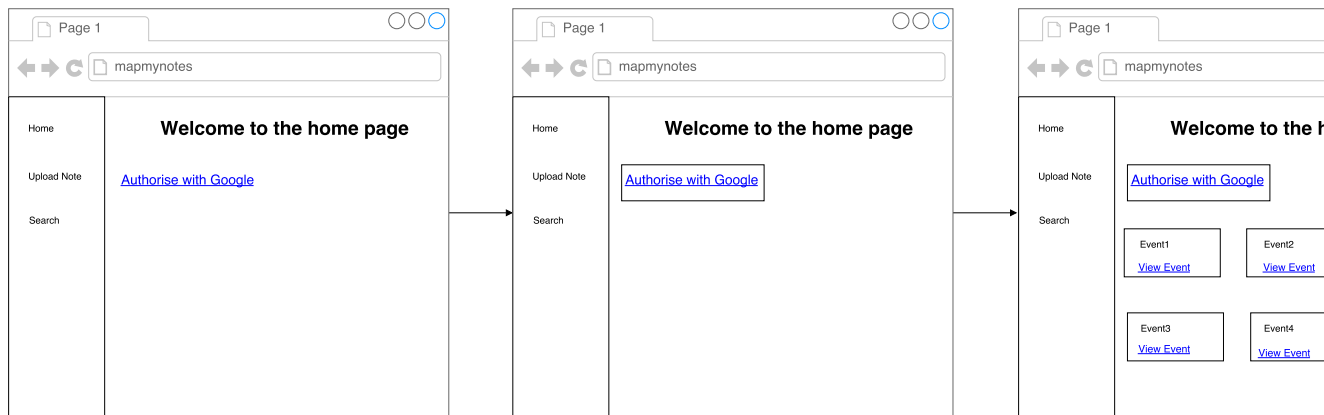 Page 1
mapmynotes
Home
Welcome to the home page
Upload Note
Authorise with Google
Search
Page 1
mapmynotes
Home
Welcome to the home page
Upload Note
Authorise with Google
Search
Page 1
mapmynotes
Home
Welcome to the h
Upload Note
Authorise with Google
Search
Event1
Event2
View Event
View Event
Event3
Event4
View Event
View Event